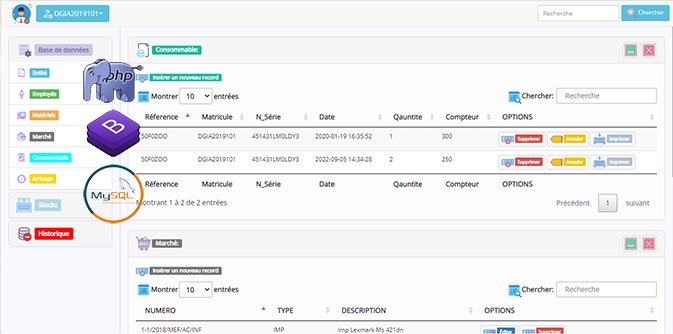 DGIA2019101
Recherche
Chercher
Base de données
Entité
Employés
Matériels
Marché
Consommable
Arrivage
Stocks
Historique
php
B
MySQL
Consommable:
Insérer un nouveau record
Montrer 10 entrées
Chercher: Recherche
Réference Matricule N_Série Date Qauntite Compteur OPTIONS
50F0ZOO DGIA2019101 451431LM0LDY3 2020-01-19 16:35:52 1 300 Supprimer Annuler Imprimer
50F0ZOO DGIA2019101 451431LM0LDY3 2022-09-05 14:34:28 2 250 Supprimer Annuler Imprimer
Réference Matricule N_Série Date Qauntite Compteur OPTIONS
Montrant 1 à 2 de 2 entrées
Précédent 1 suivant
Marché:
Insérer un nouveau record
Montrer 10 entrées
Chercher: Recherche
NUMERO TYPE DESCRIPTION OPTIONS
1-1/2018/MEF/AC/INF IMP Imp Lexmark Ms 421dn Editer Supprimer